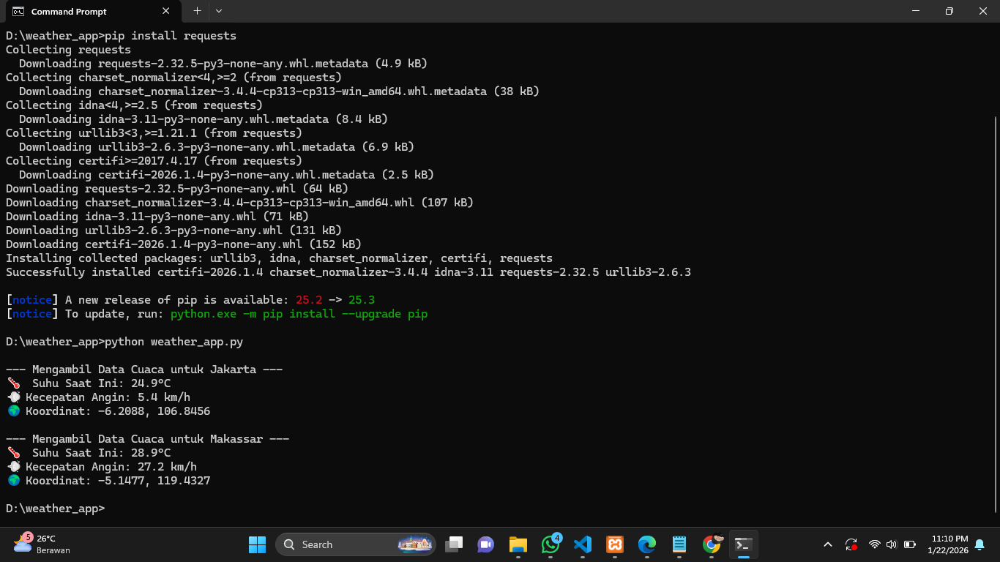 Command Prompt
D:\weather_app>pip install requests
Collecting requests
Downloading requests-2.32.5-py3-none-any.whl.metadata (4.9 kB)
Collecting charset_normalizer<4,>=2 (from requests)
Downloading charset_normalizer-3.4.4-cp313-cp313-win_amd64.whl.metadata (38 kB)
Collecting idna<4,>=2.5 (from requests)
Downloading idna-3.11-py3-none-any.whl.metadata (8.4 kB)
Collecting urllib3<3,>=1.21.1 (from requests)
Downloading urllib3-2.6.3-py3-none-any.whl.metadata (6.9 kB)
Collecting certifi>=2017.4.17 (from requests)
Downloading certifi-2026.1.4-py3-none-any.whl.metadata (2.5 kB)
Downloading requests-2.32.5-py3-none-any.whl (64 kB)
Downloading charset_normalizer-3.4.4-cp313-cp313-win_amd64.whl (107 kB)
Downloading idna-3.11-py3-none-any.whl (71 kB)
Downloading urllib3-2.6.3-py3-none-any.whl (131 kB)
Downloading certifi-2026.1.4-py3-none-any.whl (152 kB)
Installing collected packages: urllib3, idna, charset_normalizer, certifi, requests
Successfully installed certifi-2026.1.4 charset_normalizer-3.4.4 idna-3.11 requests-2.32.5 urllib3-2.6.3
[notice] A new release of pip is available: 25.2 -> 25.3
[notice] To update, run: python.exe -m pip install --upgrade pip
D:\weather_app>python weather_app.py
--- Mengambil Data Cuaca untuk Jakarta ---
🌡️ Suhu Saat Ini: 24.9°C
💨 Kecepatan Angin: 5.4 km/h
🌍 Koordinat: -6.2088, 106.8456
--- Mengambil Data Cuaca untuk Makassar ---
🌡️ Suhu Saat Ini: 28.9°C
💨 Kecepatan Angin: 27.2 km/h
🌍 Koordinat: -5.1477, 119.4327
D:\weather_app>
5
26°C
Berawan
Search
4
11:10 PM
1/22/2026